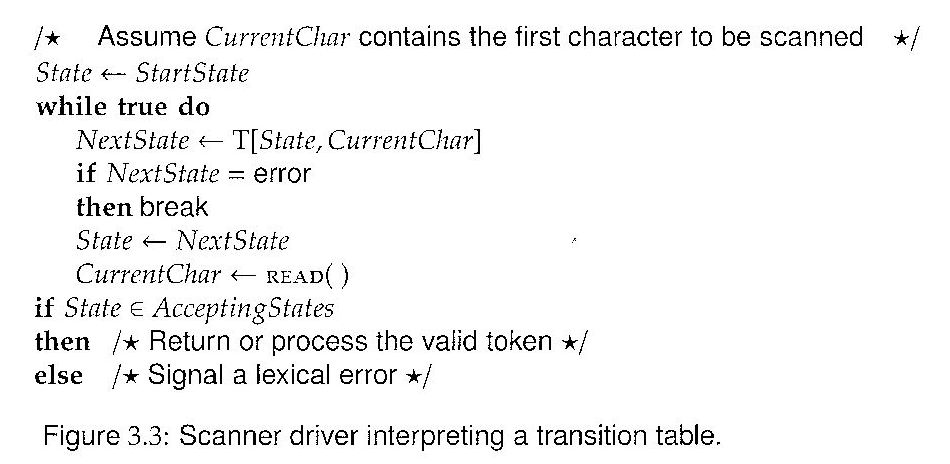 /★ Assume CurrentChar contains the first character to be scanned ★/
State ← StartState
while true do
NextState ← T[State, CurrentChar]
if NextState = error
then break
State ← NextState
CurrentChar ← READ( )
if State ∈ AcceptingStates
then /★ Return or process the valid token ★/
else /★ Signal a lexical error ★/
Figure 3.3: Scanner driver interpreting a transition table.